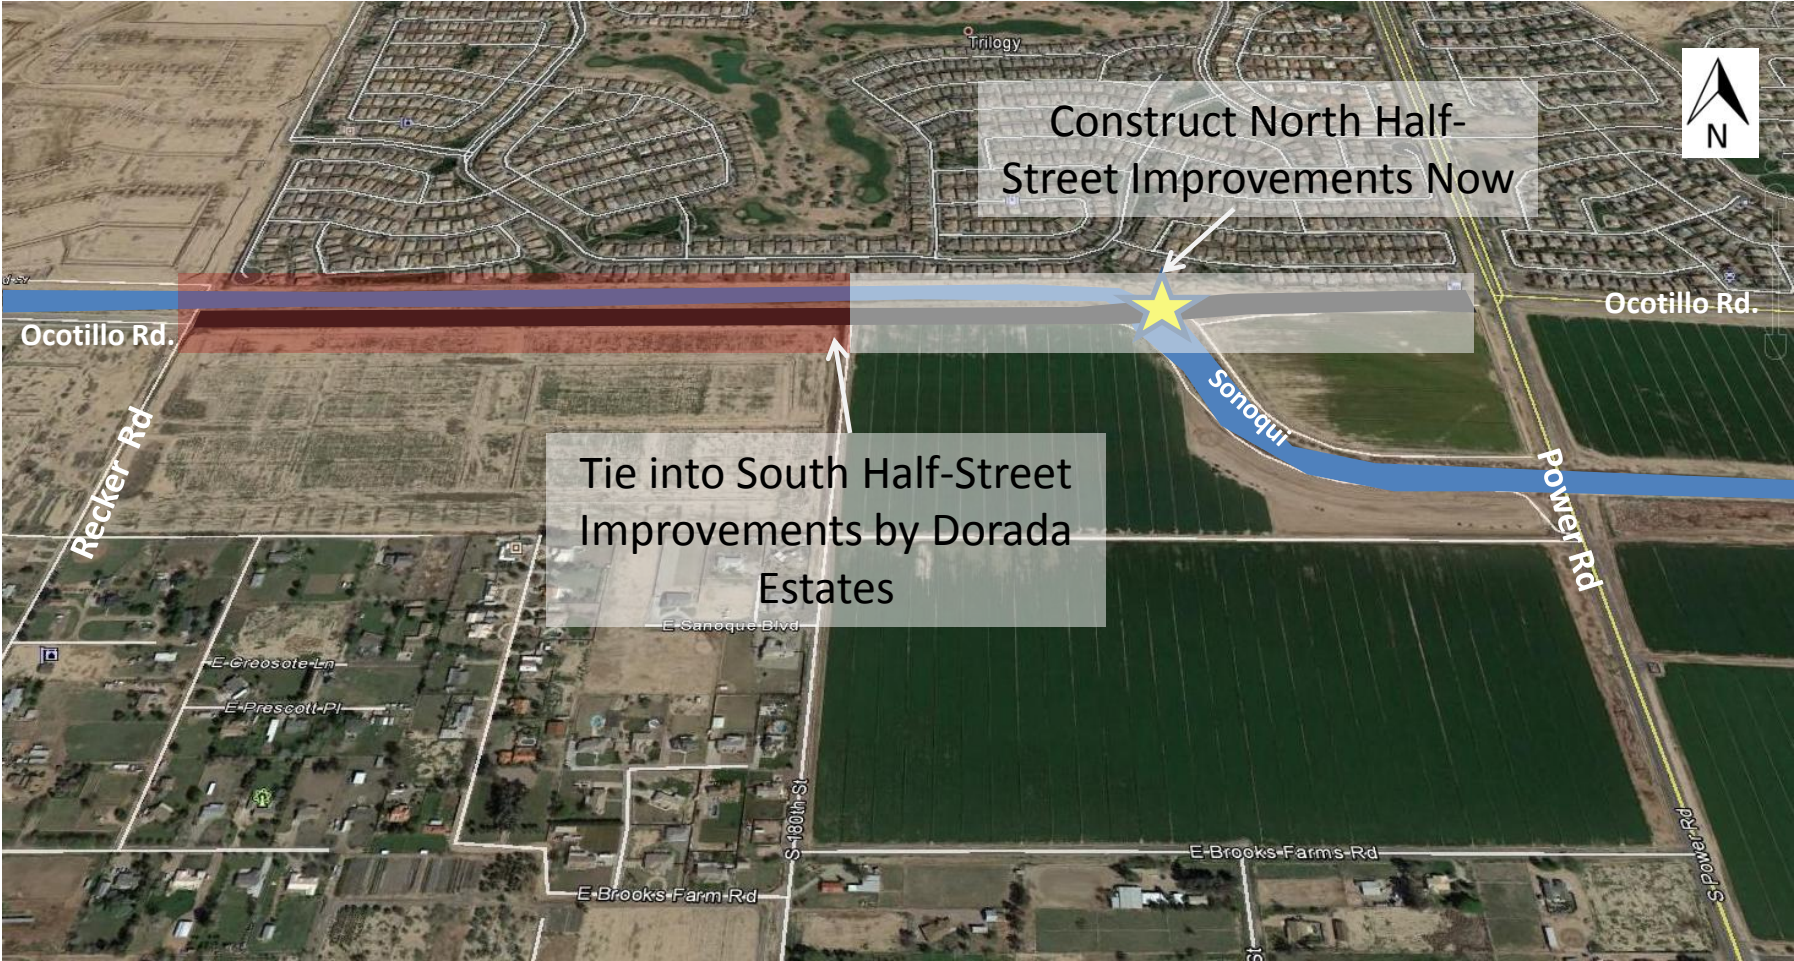 Trilogy
Construct North Half-
Street Improvements Now
N
Ocotillo Rd.
Ocotillo Rd.
Sonoqui
Recker Rd
Power Rd
Tie into South Half-Street
Improvements by Dorada
Estates
E Sanoque Blvd
E Creosote Ln
E Prescott Pl
S 180th St
E Brooks Farms Rd
S Power Rd
E Brooks Farm Rd
St